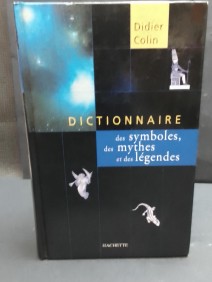 Didier
Colin
DICTIONNAIRE
des symboles,
des mythes
et des légendes
HACHETTE